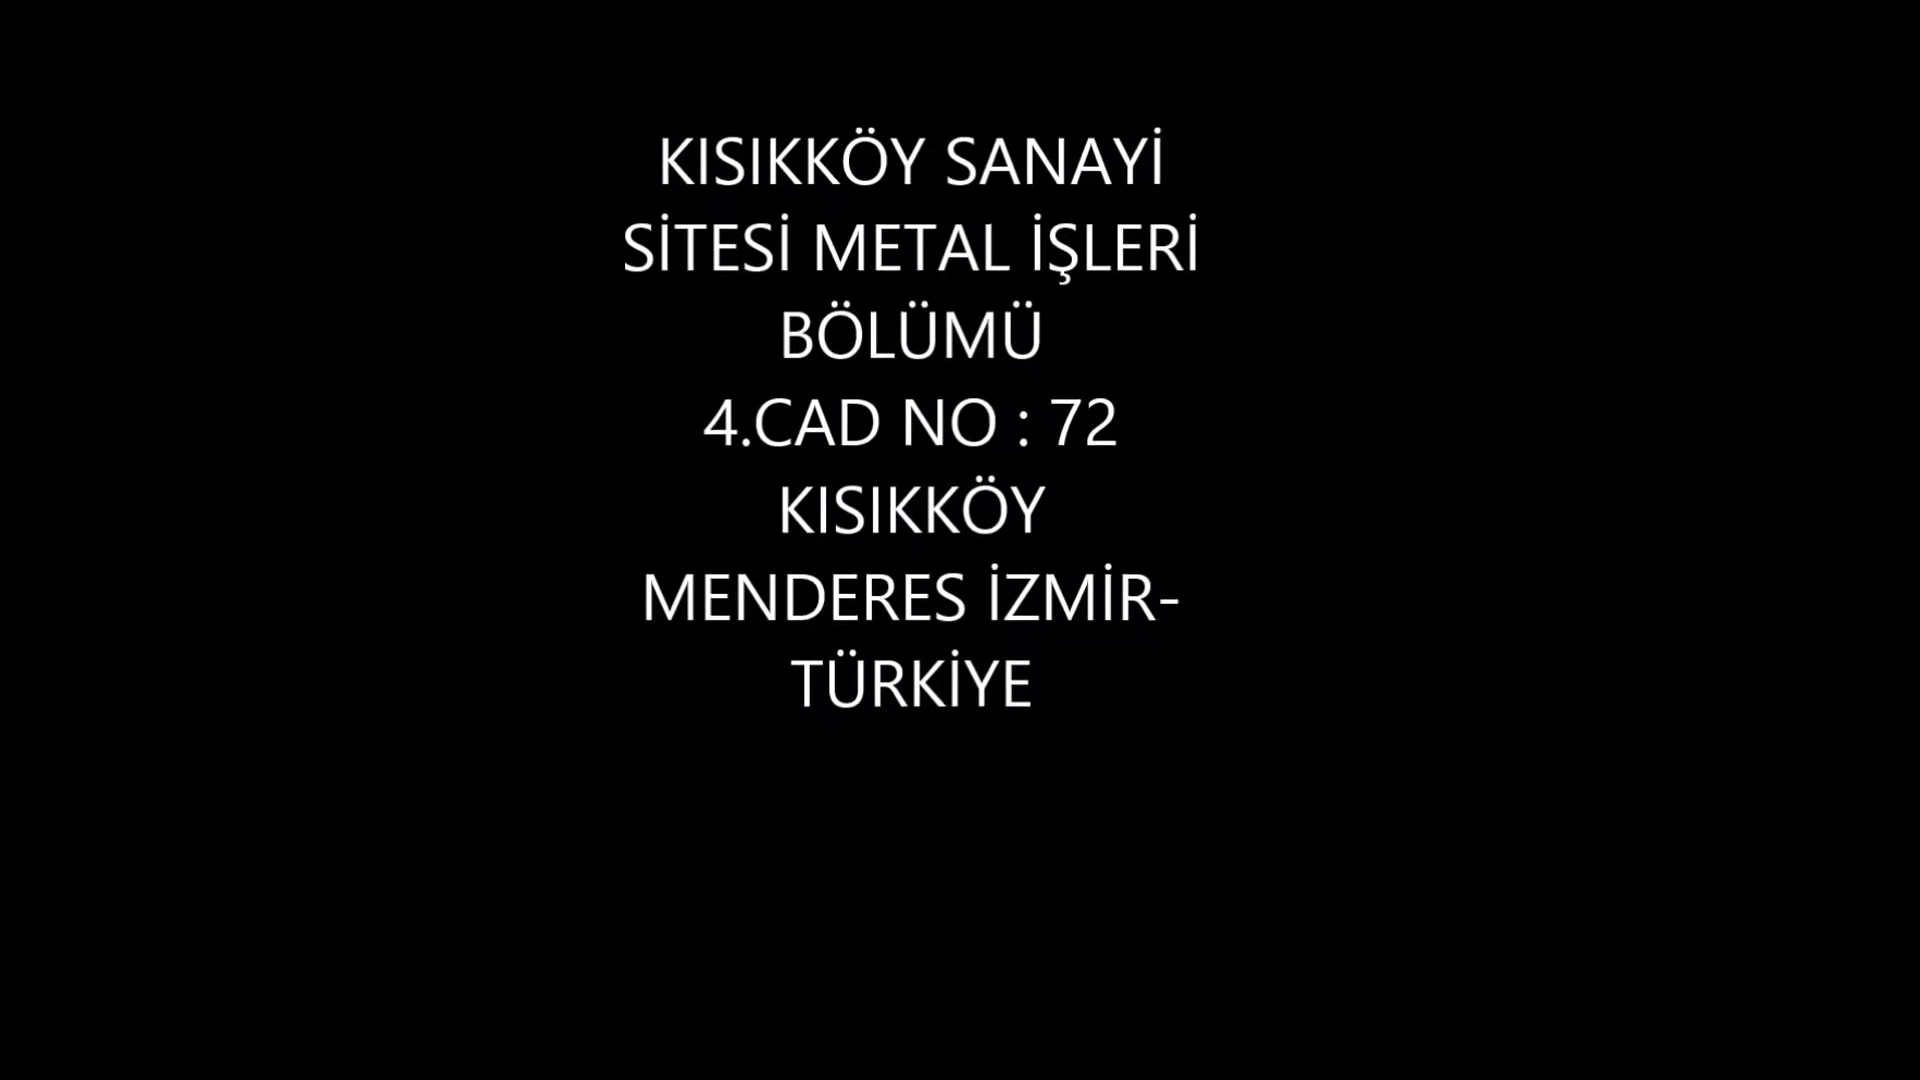 KISIKKÖY SANAYİ
SİTESİ METAL İŞLERİ
BÖLÜMÜ
4.CAD NO : 72
KISIKKÖY
MENDERES İZMİR-
TÜRKİYE